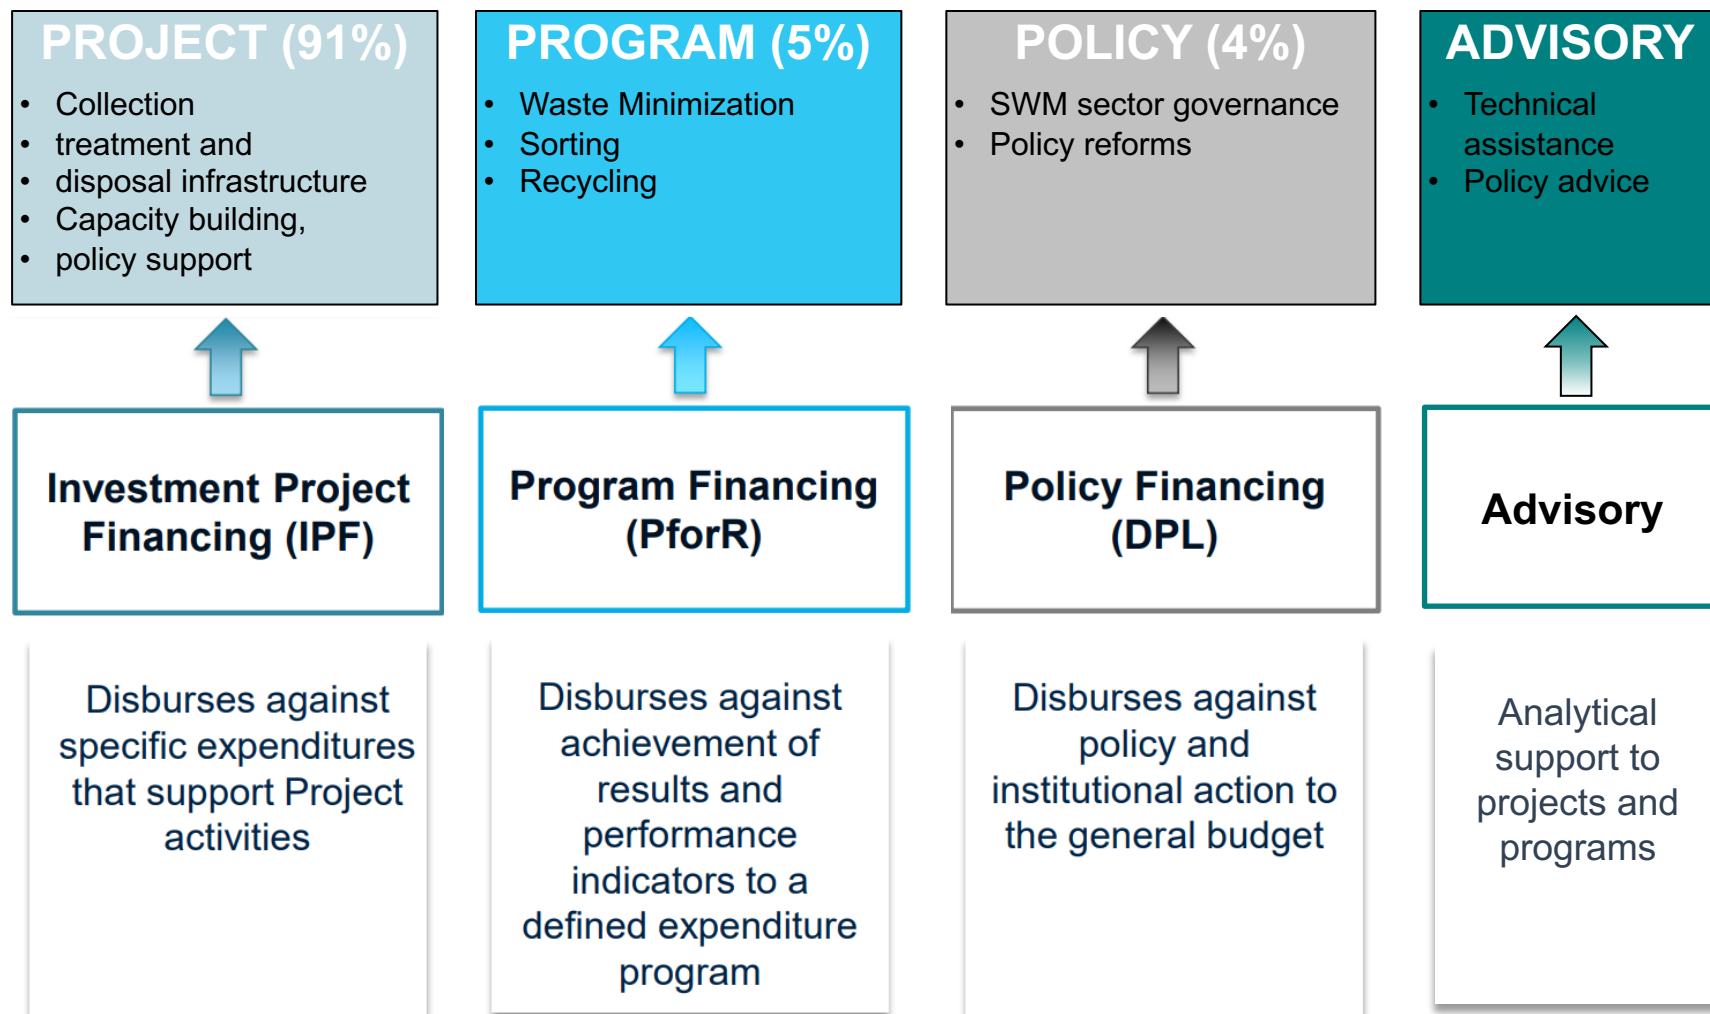 PROJECT (91%)
• Collection
• treatment and
• disposal infrastructure
• Capacity building,
• policy support
PROGRAM (5%)
• Waste Minimization
• Sorting
• Recycling
POLICY (4%)
• SWM sector governance
• Policy reforms
ADVISORY
• Technical
assistance
• Policy advice
Investment Project
Financing (IPF)
Program Financing
(PforR)
Policy Financing
(DPL)
Advisory
Disburses against
specific expenditures
that support Project
activities
Disburses against
achievement of
results and
performance
indicators to a
defined expenditure
program
Disburses against
policy and
institutional action to
the general budget
Analytical
support to
projects and
programs